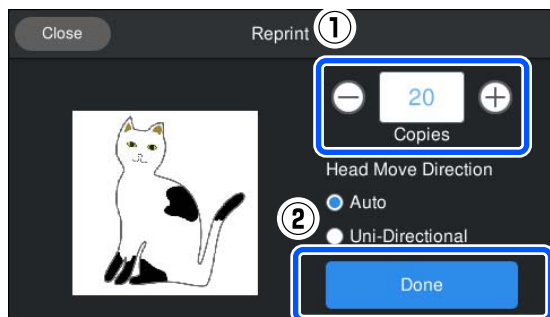 Close
Reprint
①
20
Copies
Head Move Direction
Auto
②
Uni-Directional
Done